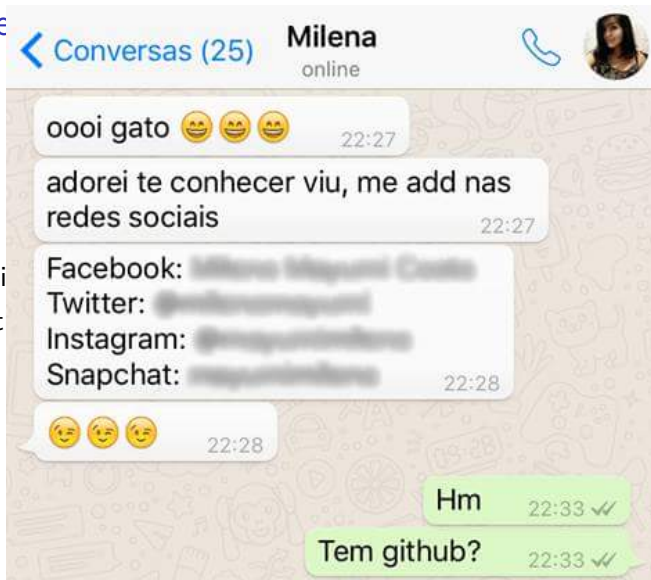 Conversas (25)
Milena
online
oooi gato 😄 😄 😄
22:27
adorei te conhecer viu, me add nas
redes sociais
22:27
Facebook:
Twitter:
Instagram:
Snapchat:
22:28
😉😉😉
22:28
Hm
22:33
Tem github?
22:33